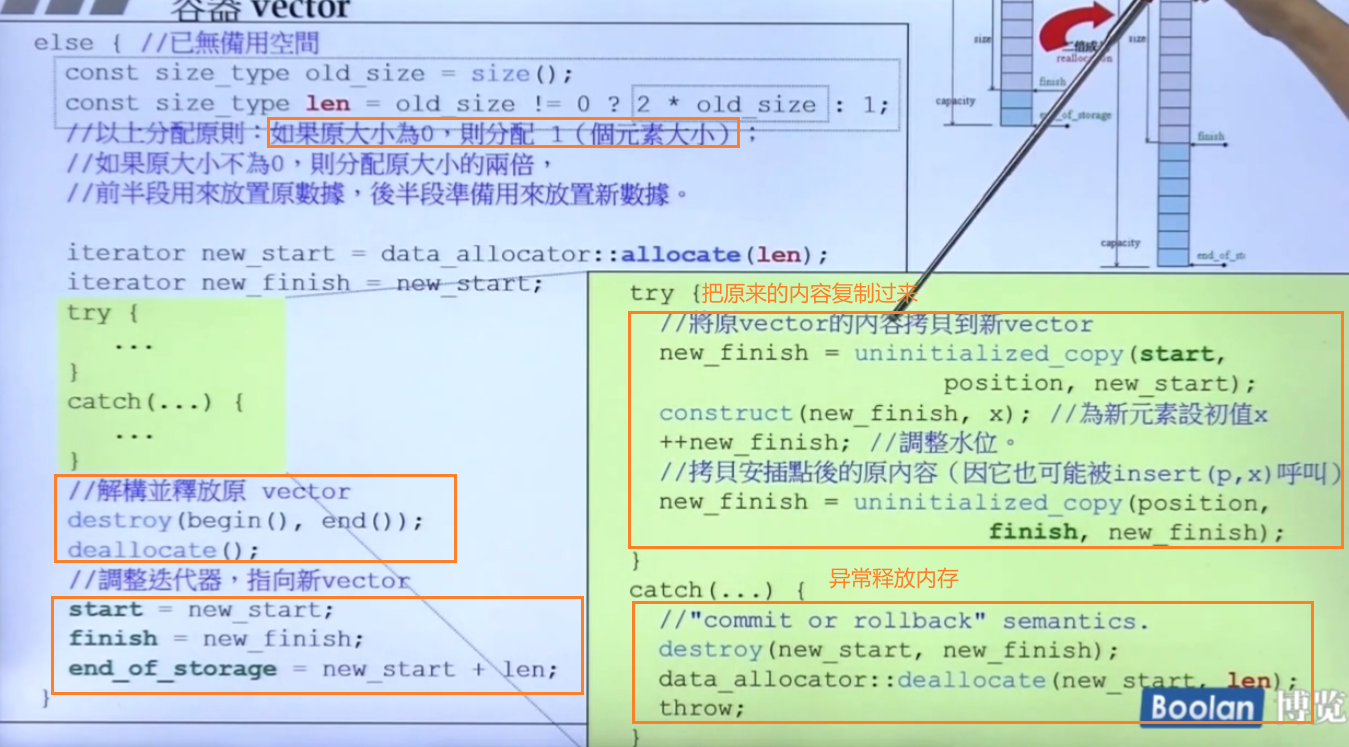 容器 vector
else { //已無備用空間
const size_type old_size = size();
const size_type len = old_size != 0 ? 2 * old_size : 1;
//以上分配原則：如果原大小為0，則分配 1（個元素大小）；
//如果原大小不為0，則分配原大小的兩倍，
//前半段用來放置原數據，後半段準備用來放置新數據。
iterator new_start = data_allocator::allocate(len);
iterator new_finish = new_start;
try {
...
}
catch(...) {
...
}
//解構並釋放原 vector
destroy(begin(), end());
deallocate();
//調整迭代器，指向新vector
start = new_start;
finish = new_finish;
end_of_storage = new_start + len;
}
try {把原来的内容复制过来
//將原vector的內容拷貝到新vector
new_finish = uninitialized_copy(start,
position, new_start);
construct(new_finish, x); //為新元素設初值x
++new_finish; //調整水位。
//拷貝安插點後的原內容（因它也可能被insert(p,x)呼叫）
new_finish = uninitialized_copy(position,
finish, new_finish);
}
异常释放内存
catch(...) {
//"commit or rollback" semantics.
destroy(new_start, new_finish);
data_allocator::deallocate(new_start, len);
throw;
}
size
finish
capacity
size
finish
capacity
Boolan 博览